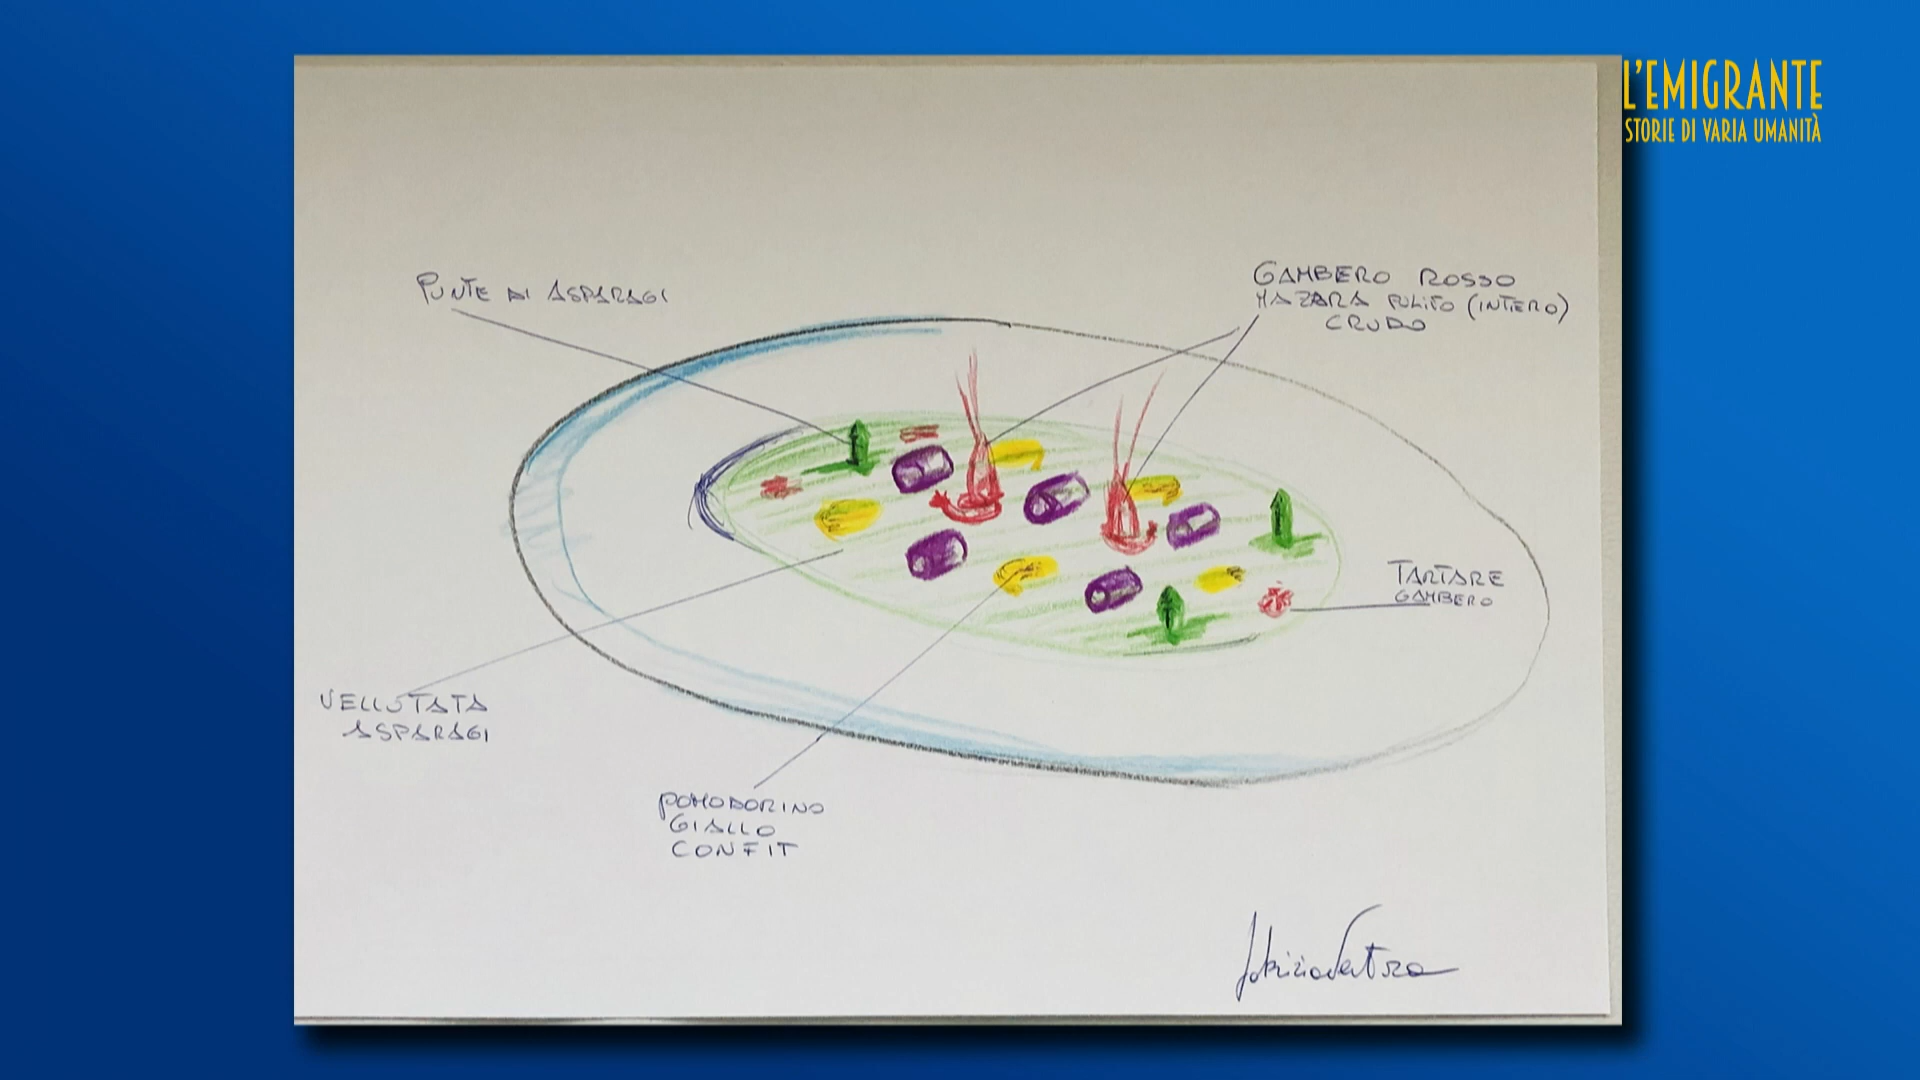 L'EMIGRANTE
STORIE DI VARIA UMANITÀ
PUNTE DI ASPARAGI
GAMBERO ROSSO
MAZARA PULITO (INTERO)
CRUDO
TARTARE
GAMBERO
VELLUTATA
ASPARAGI
POMODORINO
GIALLO
CONFIT